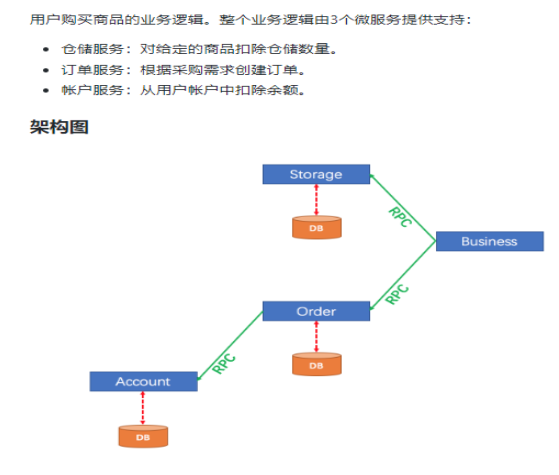 用户购买商品的业务逻辑。整个业务逻辑由3个微服务提供支持：
• 仓储服务：对给定的商品扣除仓储数量。
• 订单服务：根据采购需求创建订单。
• 帐户服务：从用户帐户中扣除余额。
架构图
Storage
RPC
DB
Business
RPC
Order
RPC
DB
Account
DB